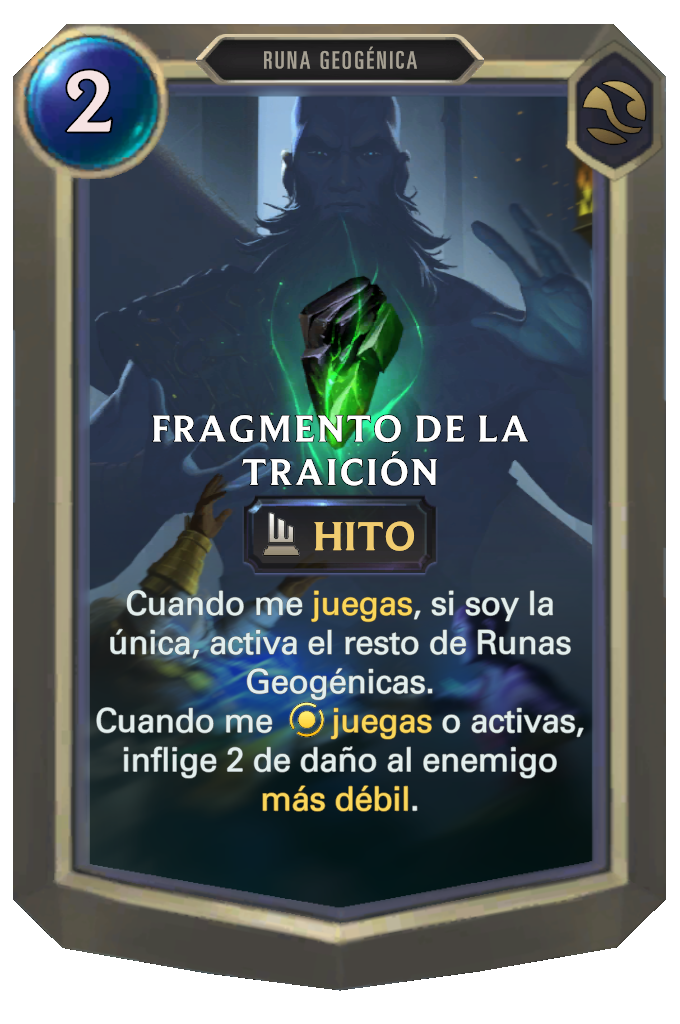 RUNA GEOGÉNICA
2
FRAGMENTO DE LA
TRAICIÓN
HITO
Cuando me juegas, si soy la
única, activa el resto de Runas
Geogénicas.
Cuando me juegas o activas,
inflige 2 de daño al enemigo
más débil.